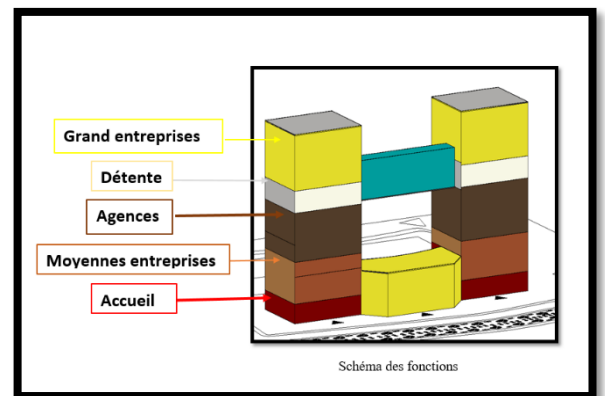 Grand entreprises
Détente
Agences
Moyennes entreprises
Accueil
Schéma des fonctions